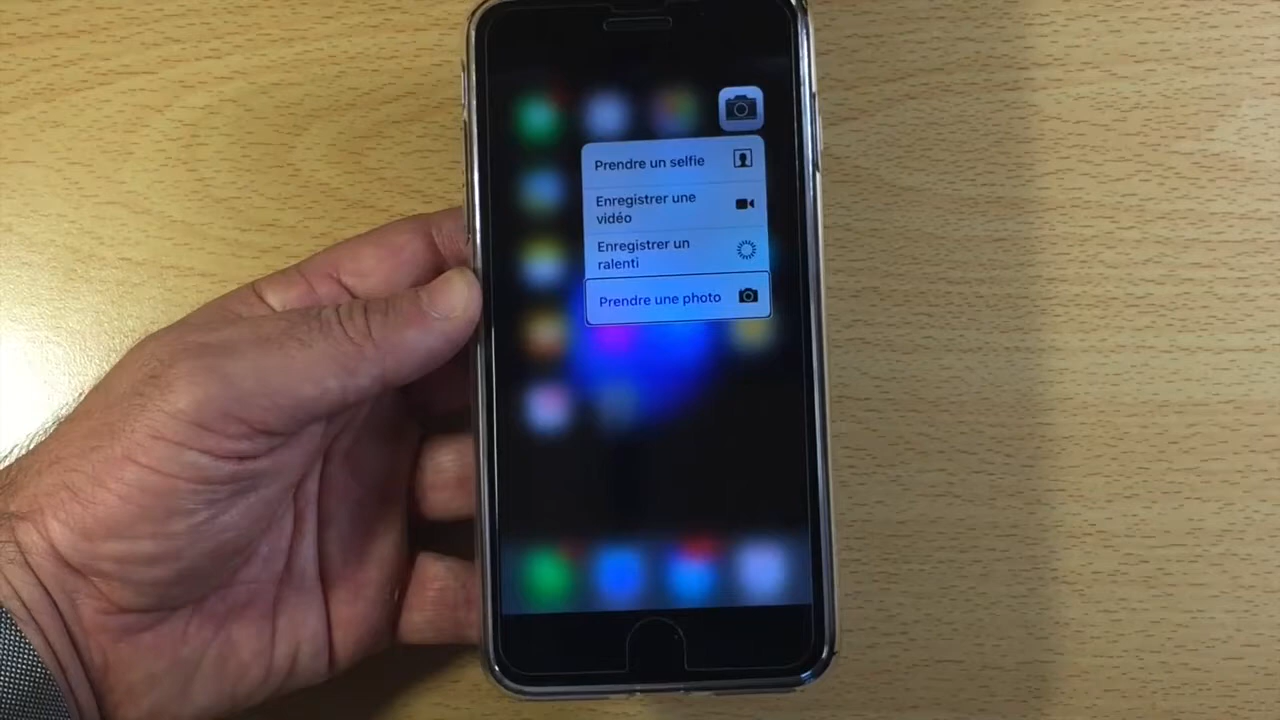 Prendre un selfie
Enregistrer une
vidéo
Enregistrer un
ralenti
Prendre une photo